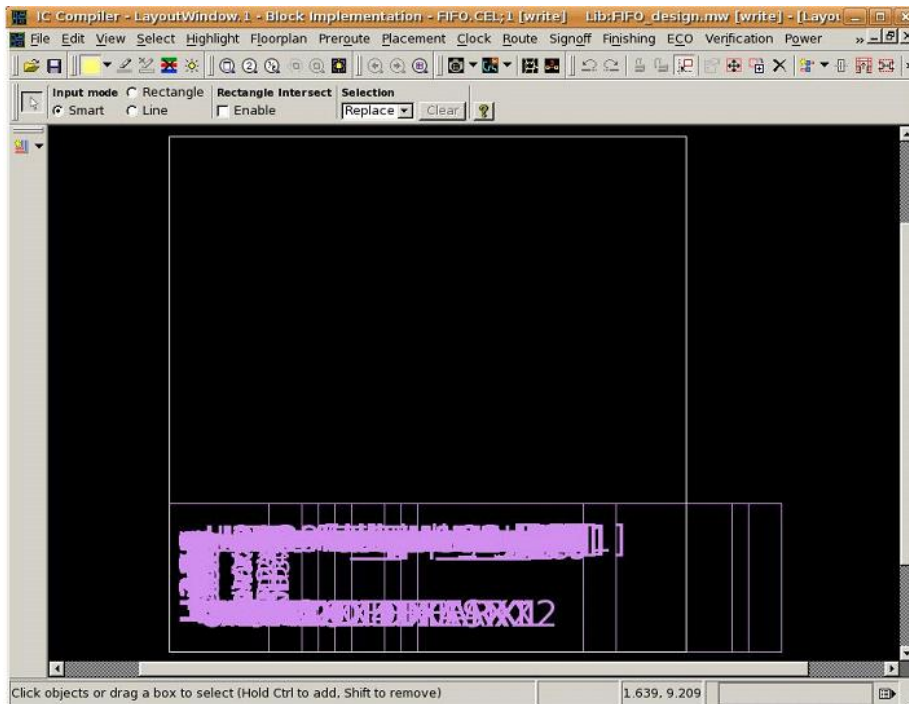 IC Compiler - LayoutWindow.1 - Block Implementation - FIFO.CEL;1 [write] Lib:FIFO_design.mw [write] - [Layou
File Edit View Select Highlight Floorplan Preroute Placement Clock Route Signoff Finishing ECO Verification Power »
Input mode Rectangle Rectangle Intersect Selection
Smart Line Enable Replace Clear
Click objects or drag a box to select (Hold Ctrl to add, Shift to remove) 1.639, 9.209